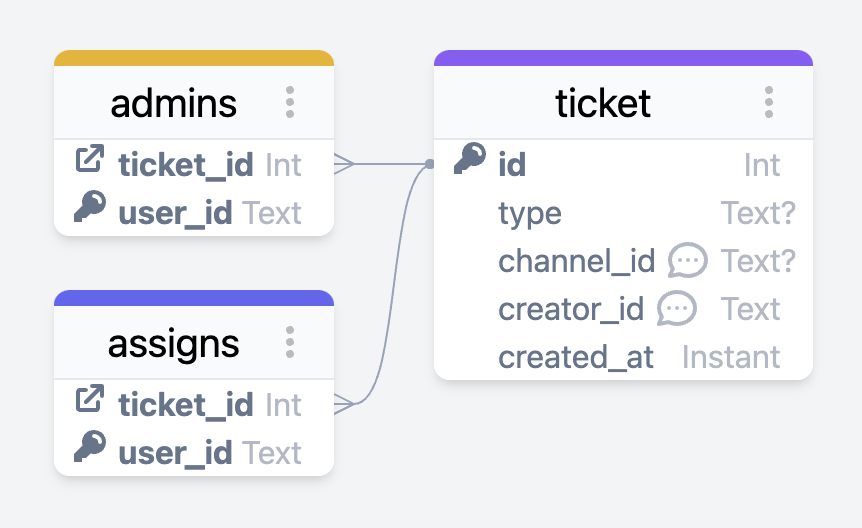 admins
ticket_id Int
user_id Text
assigns
ticket_id Int
user_id Text
ticket
id Int
type Text?
channel_id Text?
creator_id Text
created_at Instant